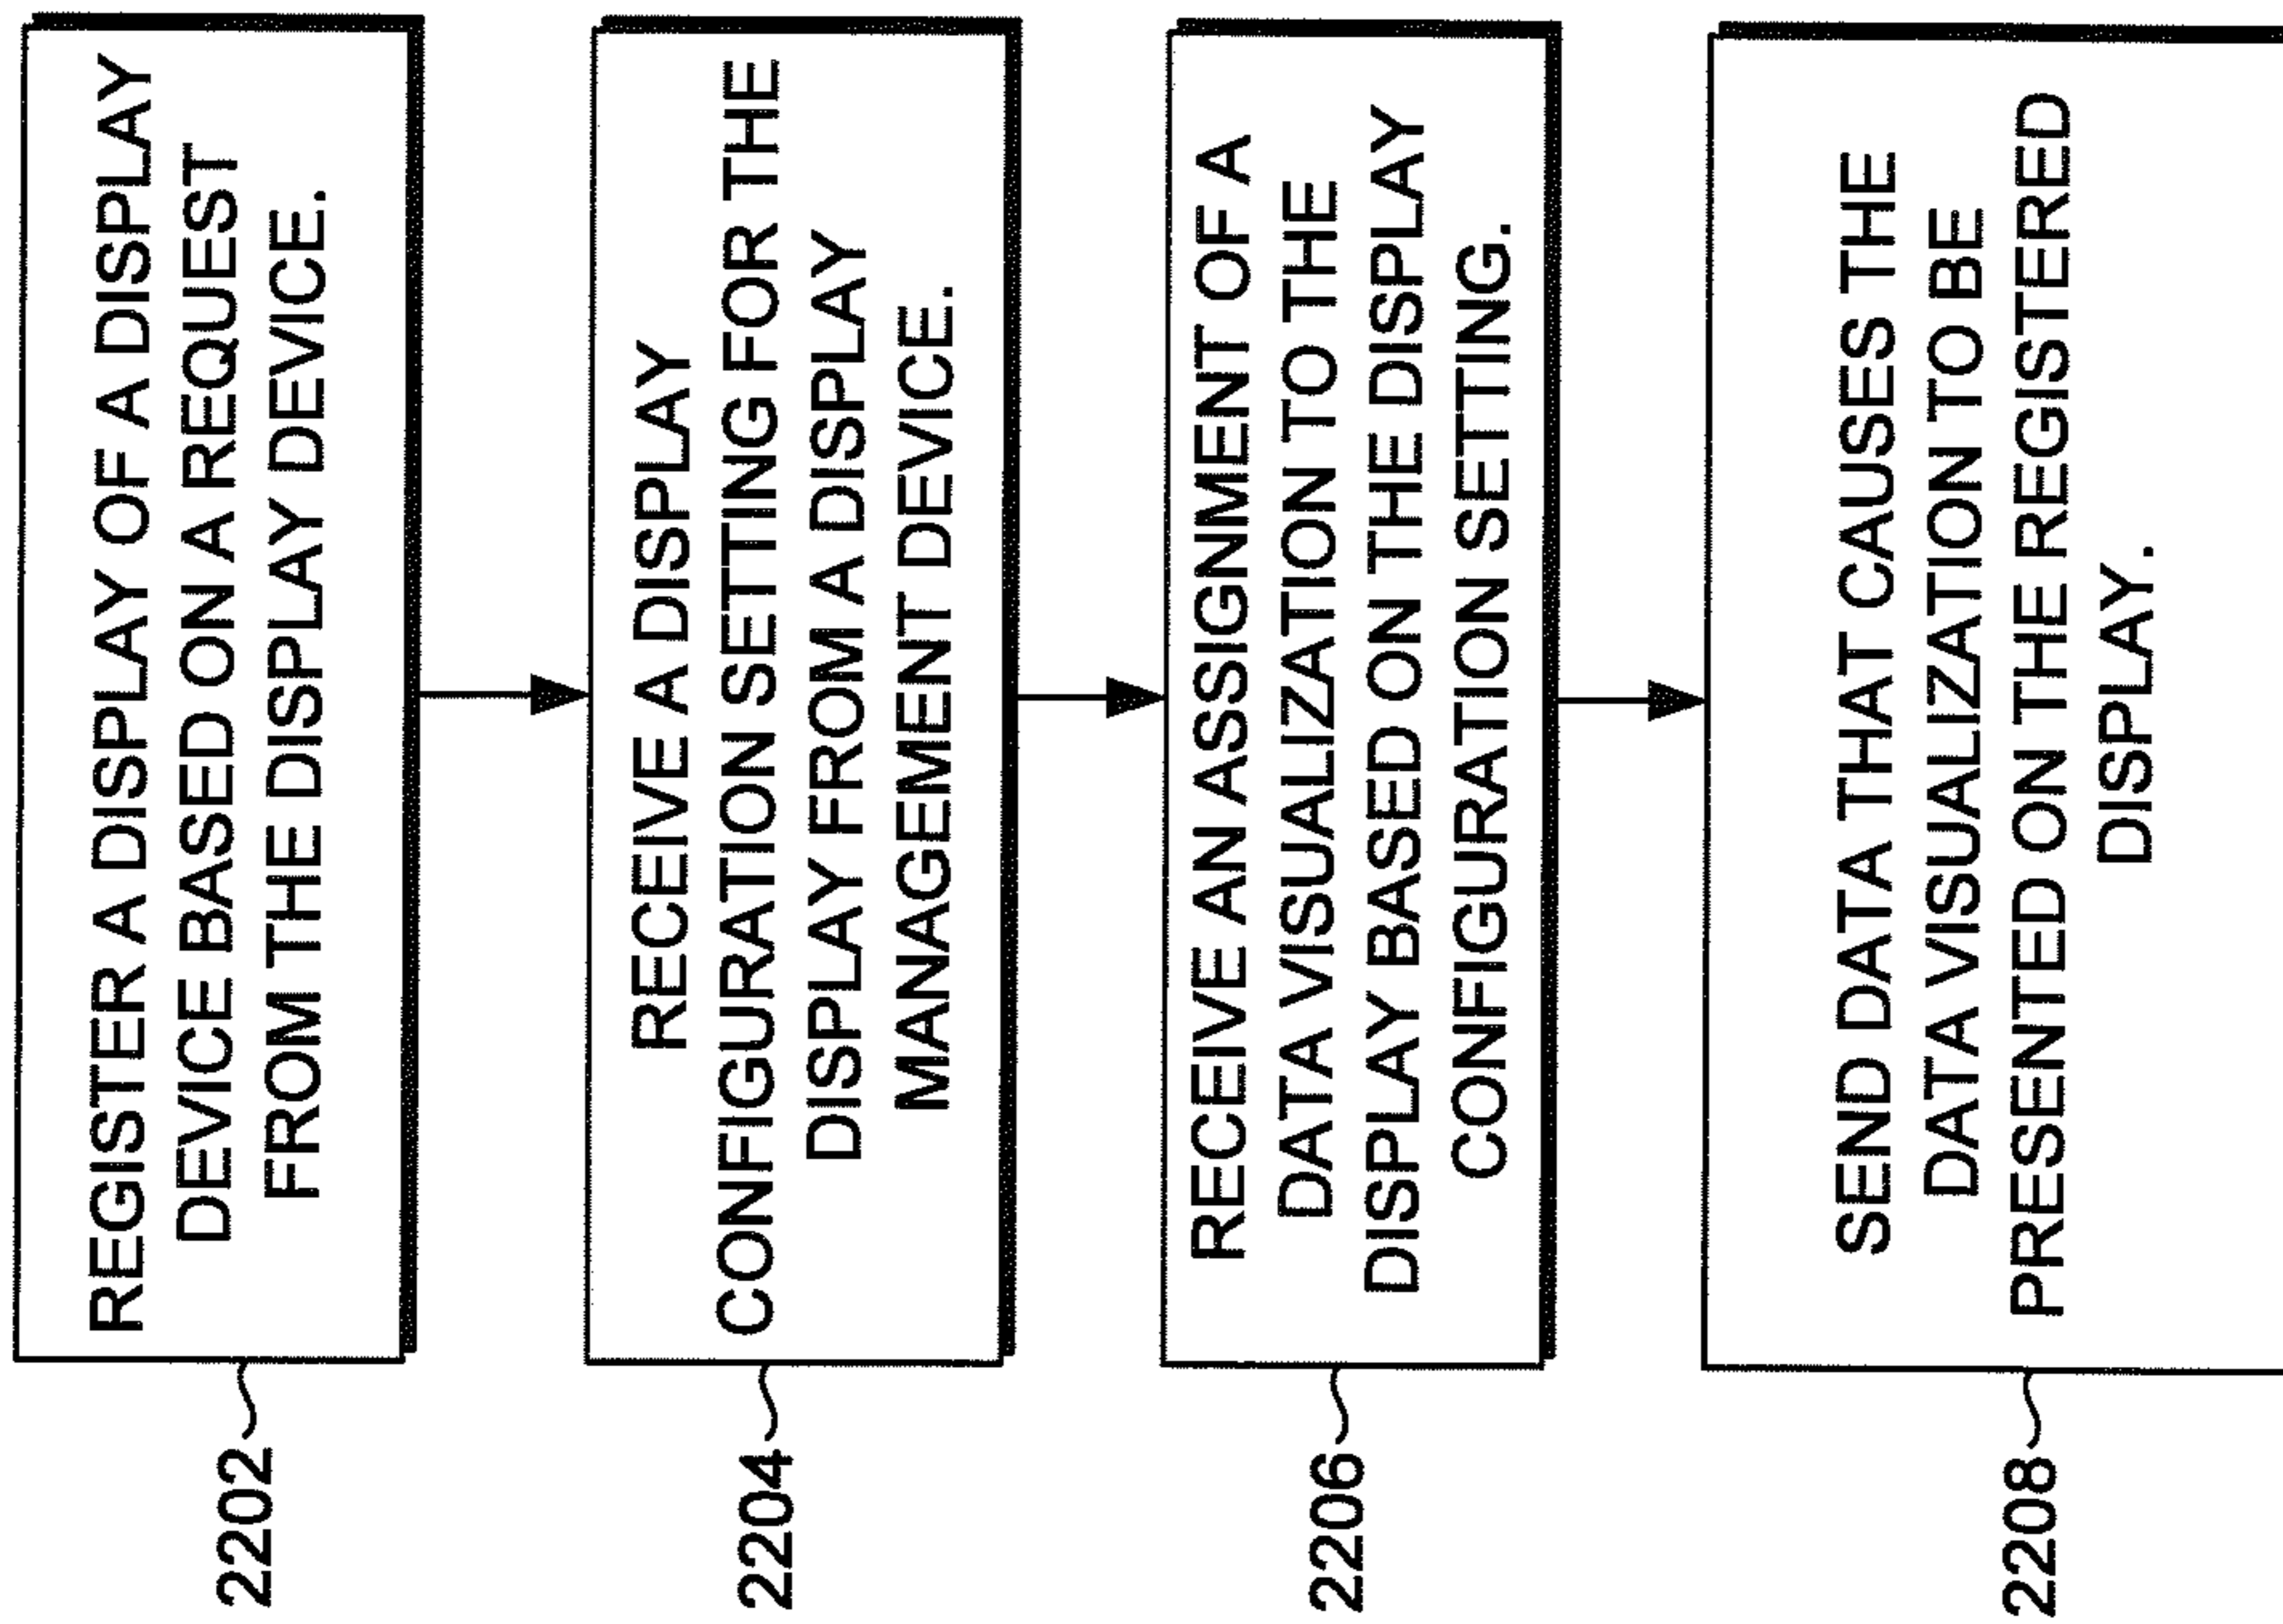 2202
REGISTER A DISPLAY OF A DISPLAY
DEVICE BASED ON A REQUEST
FROM THE DISPLAY DEVICE.
2204
RECEIVE A DISPLAY
CONFIGURATION SETTING FOR THE
DISPLAY FROM A DISPLAY
MANAGEMENT DEVICE.
2206
RECEIVE AN ASSIGNMENT OF A
DATA VISUALIZATION TO THE
DISPLAY BASED ON THE DISPLAY
CONFIGURATION SETTING.
2208
SEND DATA THAT CAUSES THE
DATA VISUALIZATION TO BE
PRESENTED ON THE REGISTERED
DISPLAY.